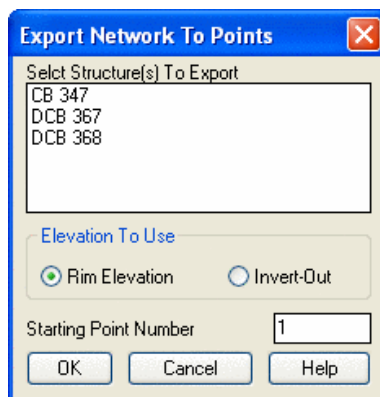 Export Network To Points
Selct Structure(s) To Export
CB 347
DCB 367
DCB 368
Elevation To Use
Rim Elevation Invert-Out
Starting Point Number 1
OK Cancel Help